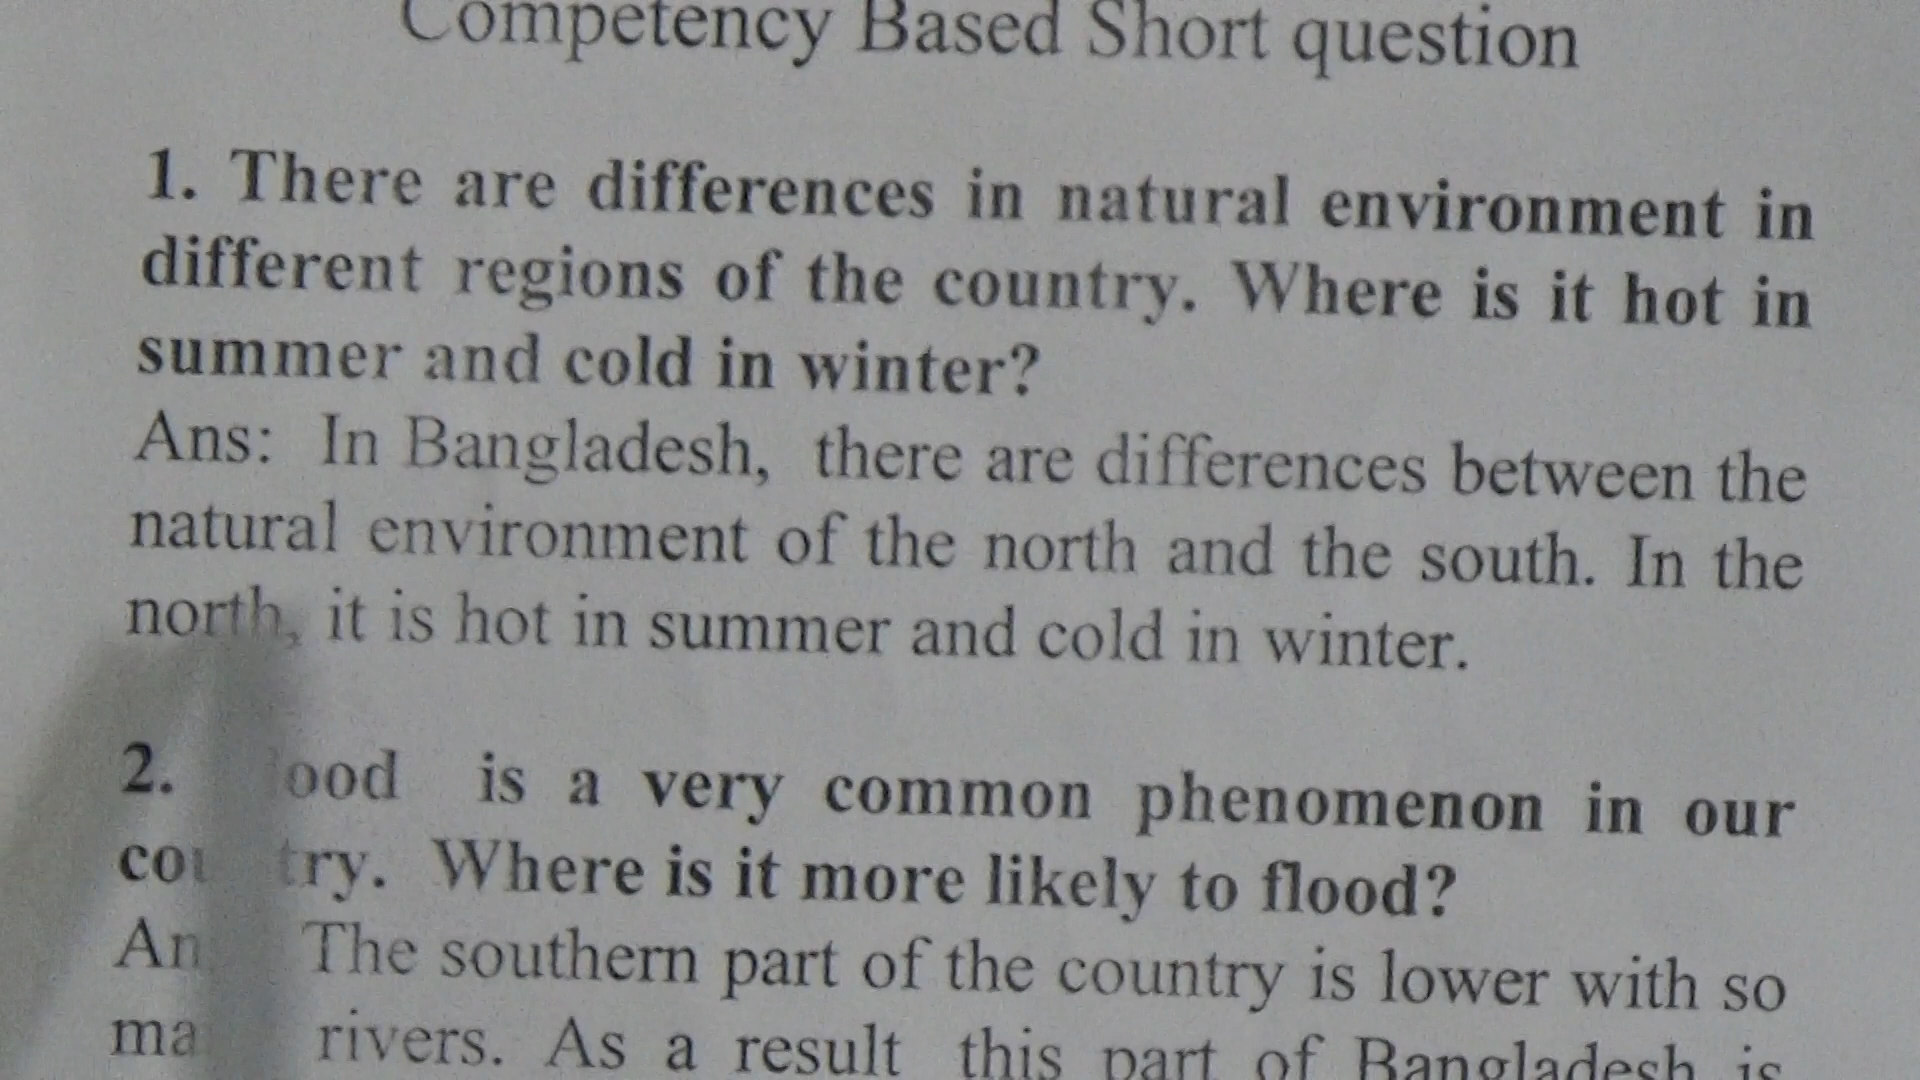 Competency Based Short question
1. There are differences in natural environment in
different regions of the country. Where is it hot in
summer and cold in winter?
Ans: In Bangladesh, there are differences between the
natural environment of the north and the south. In the
north, it is hot in summer and cold in winter.
2. is a very common phenomenon in our
Where is it more likely to flood?
The southern part of the country is lower with so
rivers. As a result this part of Bangladesh is